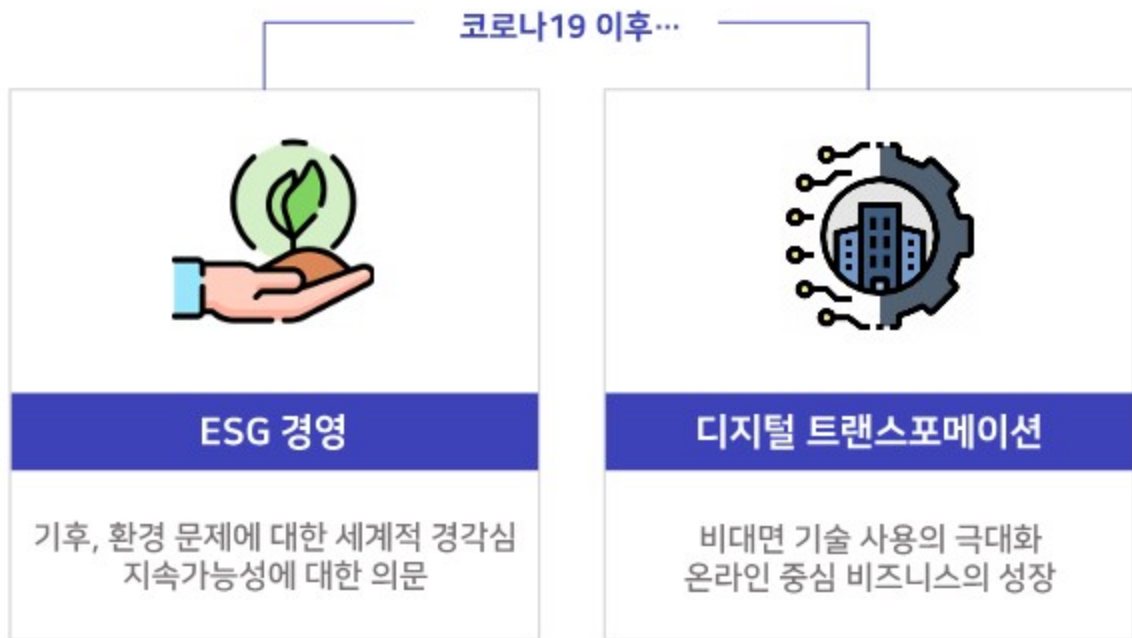 코로나19 이후…
ESG 경영
기후, 환경 문제에 대한 세계적 경각심
지속가능성에 대한 의문
디지털 트랜스포메이션
비대면 기술 사용의 극대화
온라인 중심 비즈니스의 성장